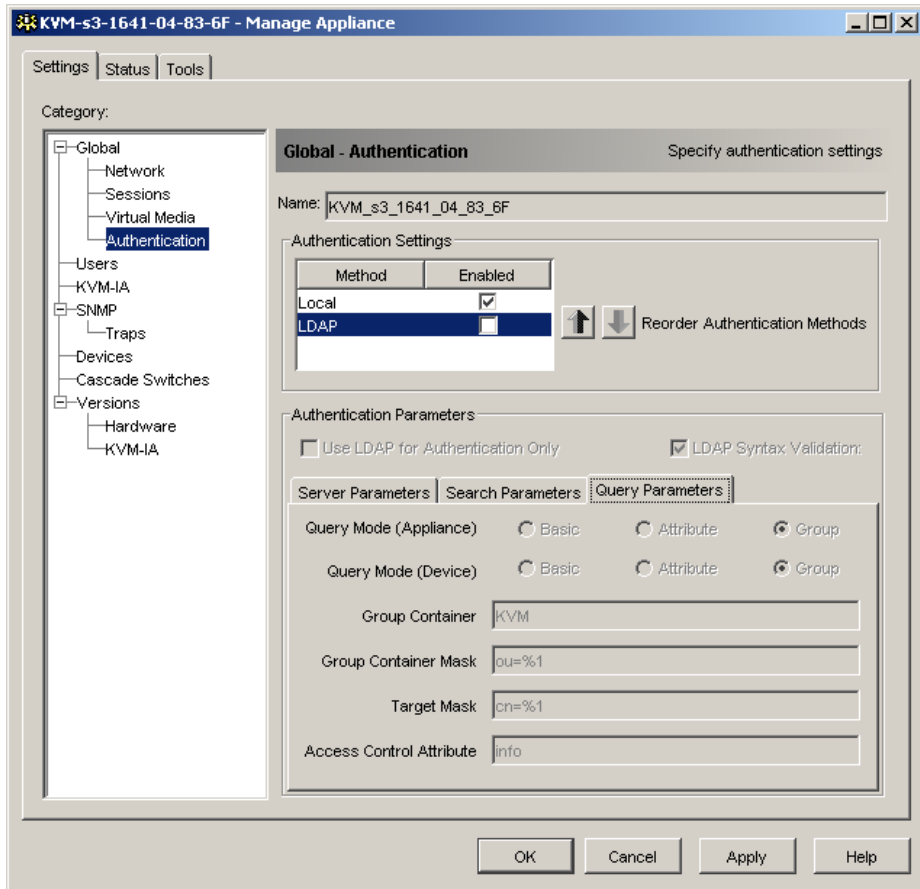 KVM-s3-1641-04-83-6F - Manage Appliance
Settings Status Tools
Category:
Global
Network
Sessions
Virtual Media
Authentication
Users
KVM-IA
SNMP
Traps
Devices
Cascade Switches
Versions
Hardware
KVM-IA
Global - Authentication Specify authentication settings
Name: KVM_s3_1641_04_83_6F
Authentication Settings
Method Enabled
Local
LDAP
Reorder Authentication Methods
Authentication Parameters
Use LDAP for Authentication Only LDAP Syntax Validation:
Server Parameters Search Parameters Query Parameters
Query Mode (Appliance) Basic Attribute Group
Query Mode (Device) Basic Attribute Group
Group Container KVM
Group Container Mask ou=%1
Target Mask cn=%1
Access Control Attribute info
OK Cancel Apply Help